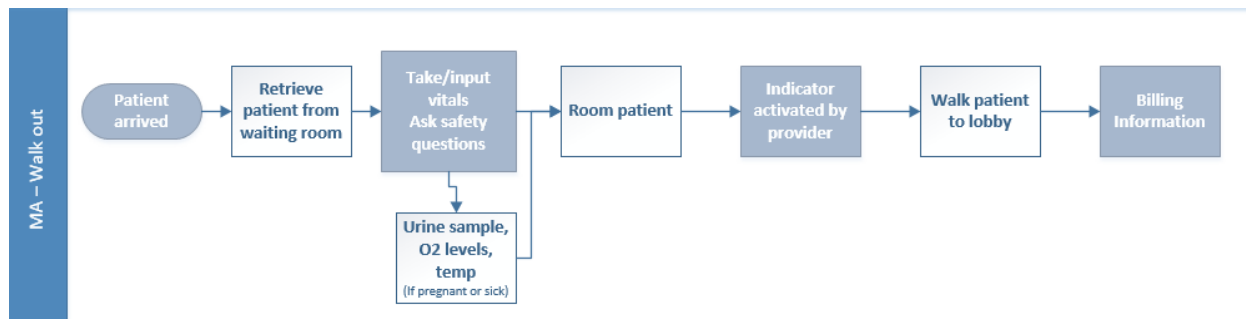 MA – Walk out
Patient
arrived
Retrieve
patient from
waiting room
Take/input
vitals
Ask safety
questions
Urine sample,
O2 levels,
temp
(If pregnant or sick)
Room patient
Indicator
activated by
provider
Walk patient
to lobby
Billing
Information